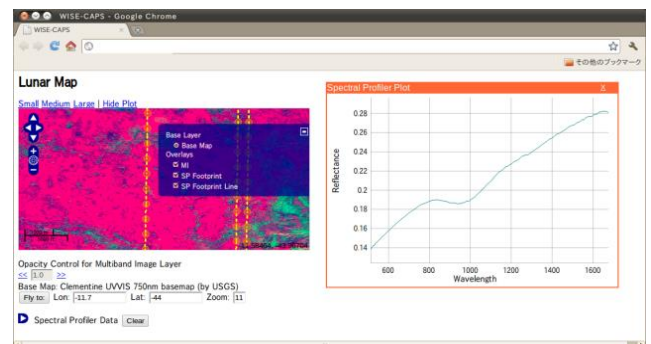 WISE-CAPS - Google Chrome
WISE-CAPS
その他のブックマーク
Lunar Map
Small Medium Large | Hide Plot
Base Layer
Base Map
Overlays
MI
SP Footprint
SP Footprint Line
Opacity Control for Multiband Image Layer
<< 1.0 >>
Base Map: Clementine UVVIS 750nm basemap (by USGS)
Fly to: Lon: -11.7 Lat: -44 Zoom: 11
Spectral Profiler Data Clear
Spectral Profiler Plot X
Reflectance
0.28
0.26
0.24
0.22
0.2
0.18
0.16
0.14
600 800 1000 1200 1400 1600
Wavelength